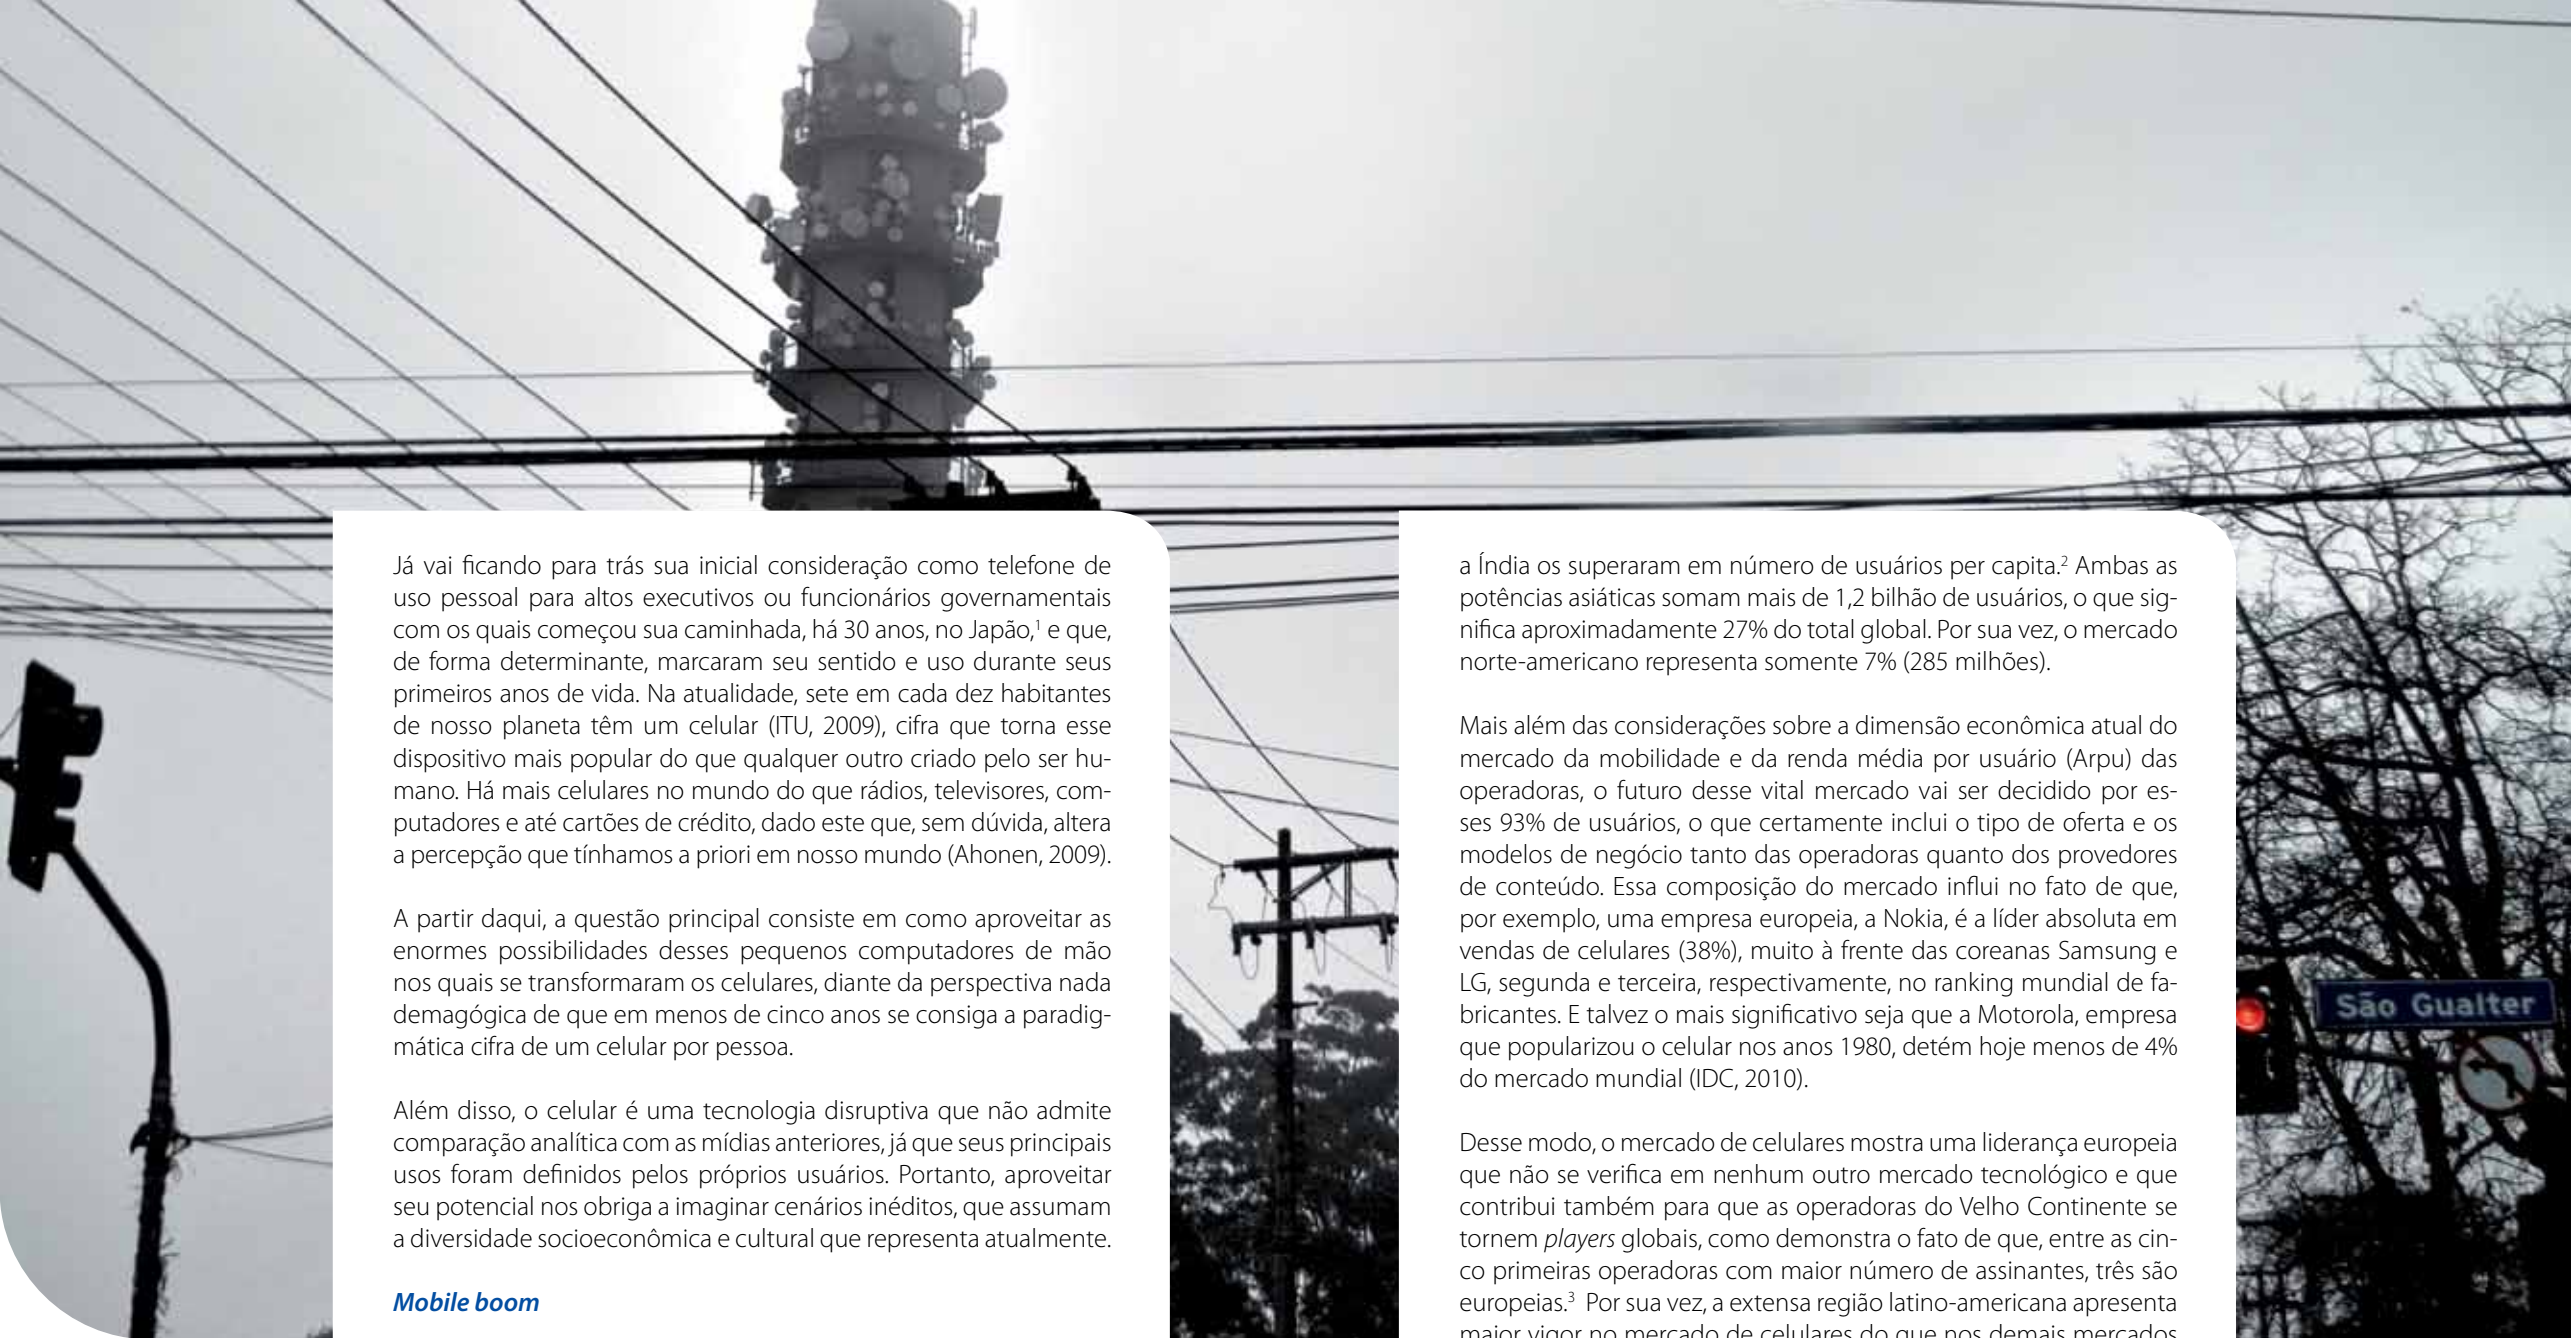 Já vai ficando para trás sua inicial consideração como telefone de
uso pessoal para altos executivos ou funcionários governamentais
com os quais começou sua caminhada, há 30 anos, no Japão,¹ e que,
de forma determinante, marcaram seu sentido e uso durante seus
primeiros anos de vida. Na atualidade, sete em cada dez habitantes
de nosso planeta têm um celular (ITU, 2009), cifra que torna esse
dispositivo mais popular do que qualquer outro criado pelo ser hu-
mano. Há mais celulares no mundo do que rádios, televisores, com-
putadores e até cartões de crédito, dado este que, sem dúvida, altera
a percepção que tínhamos a priori em nosso mundo (Ahonen, 2009).
A partir daqui, a questão principal consiste em como aproveitar as
enormes possibilidades desses pequenos computadores de mão
nos quais se transformaram os celulares, diante da perspectiva nada
demagógica de que em menos de cinco anos se consiga a paradig-
mática cifra de um celular por pessoa.
Além disso, o celular é uma tecnologia disruptiva que não admite
comparação analítica com as mídias anteriores, já que seus principais
usos foram definidos pelos próprios usuários. Portanto, aproveitar
seu potencial nos obriga a imaginar cenários inéditos, que assumam
a diversidade socioeconômica e cultural que representa atualmente.
Mobile boom
a Índia os superaram em número de usuários per capita.² Ambas as
potências asiáticas somam mais de 1,2 bilhão de usuários, o que sig-
nifica aproximadamente 27% do total global. Por sua vez, o mercado
norte-americano representa somente 7% (285 milhões).
Mais além das considerações sobre a dimensão econômica atual do
mercado da mobilidade e da renda média por usuário (Arpu) das
operadoras, o futuro desse vital mercado vai ser decidido por es-
ses 93% de usuários, o que certamente inclui o tipo de oferta e os
modelos de negócio tanto das operadoras quanto dos provedores
de conteúdo. Essa composição do mercado influi no fato de que,
por exemplo, uma empresa europeia, a Nokia, é a líder absoluta em
vendas de celulares (38%), muito à frente das coreanas Samsung e
LG, segunda e terceira, respectivamente, no ranking mundial de fa-
bricantes. E talvez o mais significativo seja que a Motorola, empresa
que popularizou o celular nos anos 1980, detém hoje menos de 4%
do mercado mundial (IDC, 2010).
Desse modo, o mercado de celulares mostra uma liderança europeia
que não se verifica em nenhum outro mercado tecnológico e que
contribui também para que as operadoras do Velho Continente se
tornem players globais, como demonstra o fato de que, entre as cin-
co primeiras operadoras com maior número de assinantes, três são
europeias.³ Por sua vez, a extensa região latino-americana apresenta
maior vigor no mercado de celulares do que nos demais mercados
São Gualter